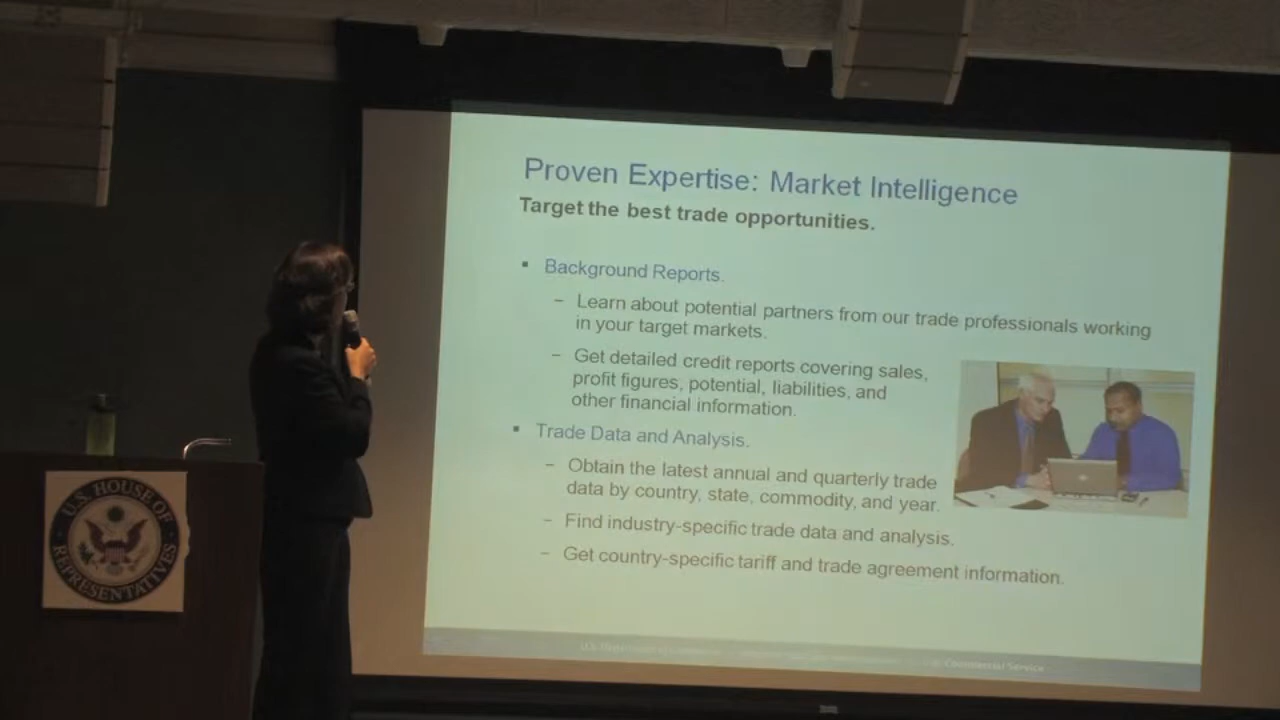 Proven Expertise: Market Intelligence
Target the best trade opportunities.
▪ Background Reports.
– Learn about potential partners from our trade professionals working
in your target markets.
– Get detailed credit reports covering sales,
profit figures, potential, liabilities, and
other financial information.
▪ Trade Data and Analysis.
– Obtain the latest annual and quarterly trade
data by country, state, commodity, and year.
– Find industry-specific trade data and analysis.
– Get country-specific tariff and trade agreement information.
Commercial Service
U.S. HOUSE OF
REPRESENTATIVES